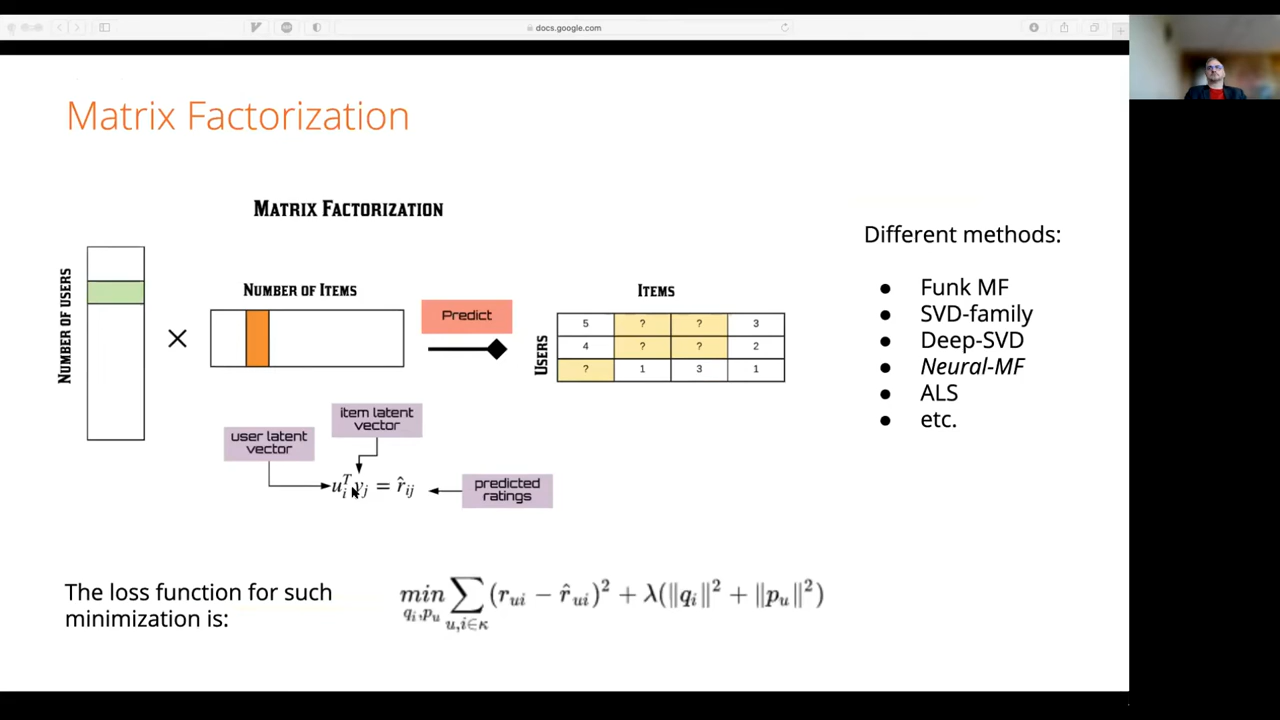 docs.google.com
Matrix Factorization
MATRIX FACTORIZATION
NUMBER OF USERS
×
NUMBER OF ITEMS
Predict
ITEMS
USERS
5 ? ? 3
4 ? ? 2
? 1 3 1
item latent
vector
user latent
vector
u_i^T v_j = r̂_ij
predicted
ratings
Different methods:
● Funk MF
● SVD-family
● Deep-SVD
● Neural-MF
● ALS
● etc.
The loss function for such
minimization is:
min_{q_i,p_u} ∑_{u,i∈κ} (r_ui − r̂_ui)² + λ(‖q_i‖² + ‖p_u‖²)